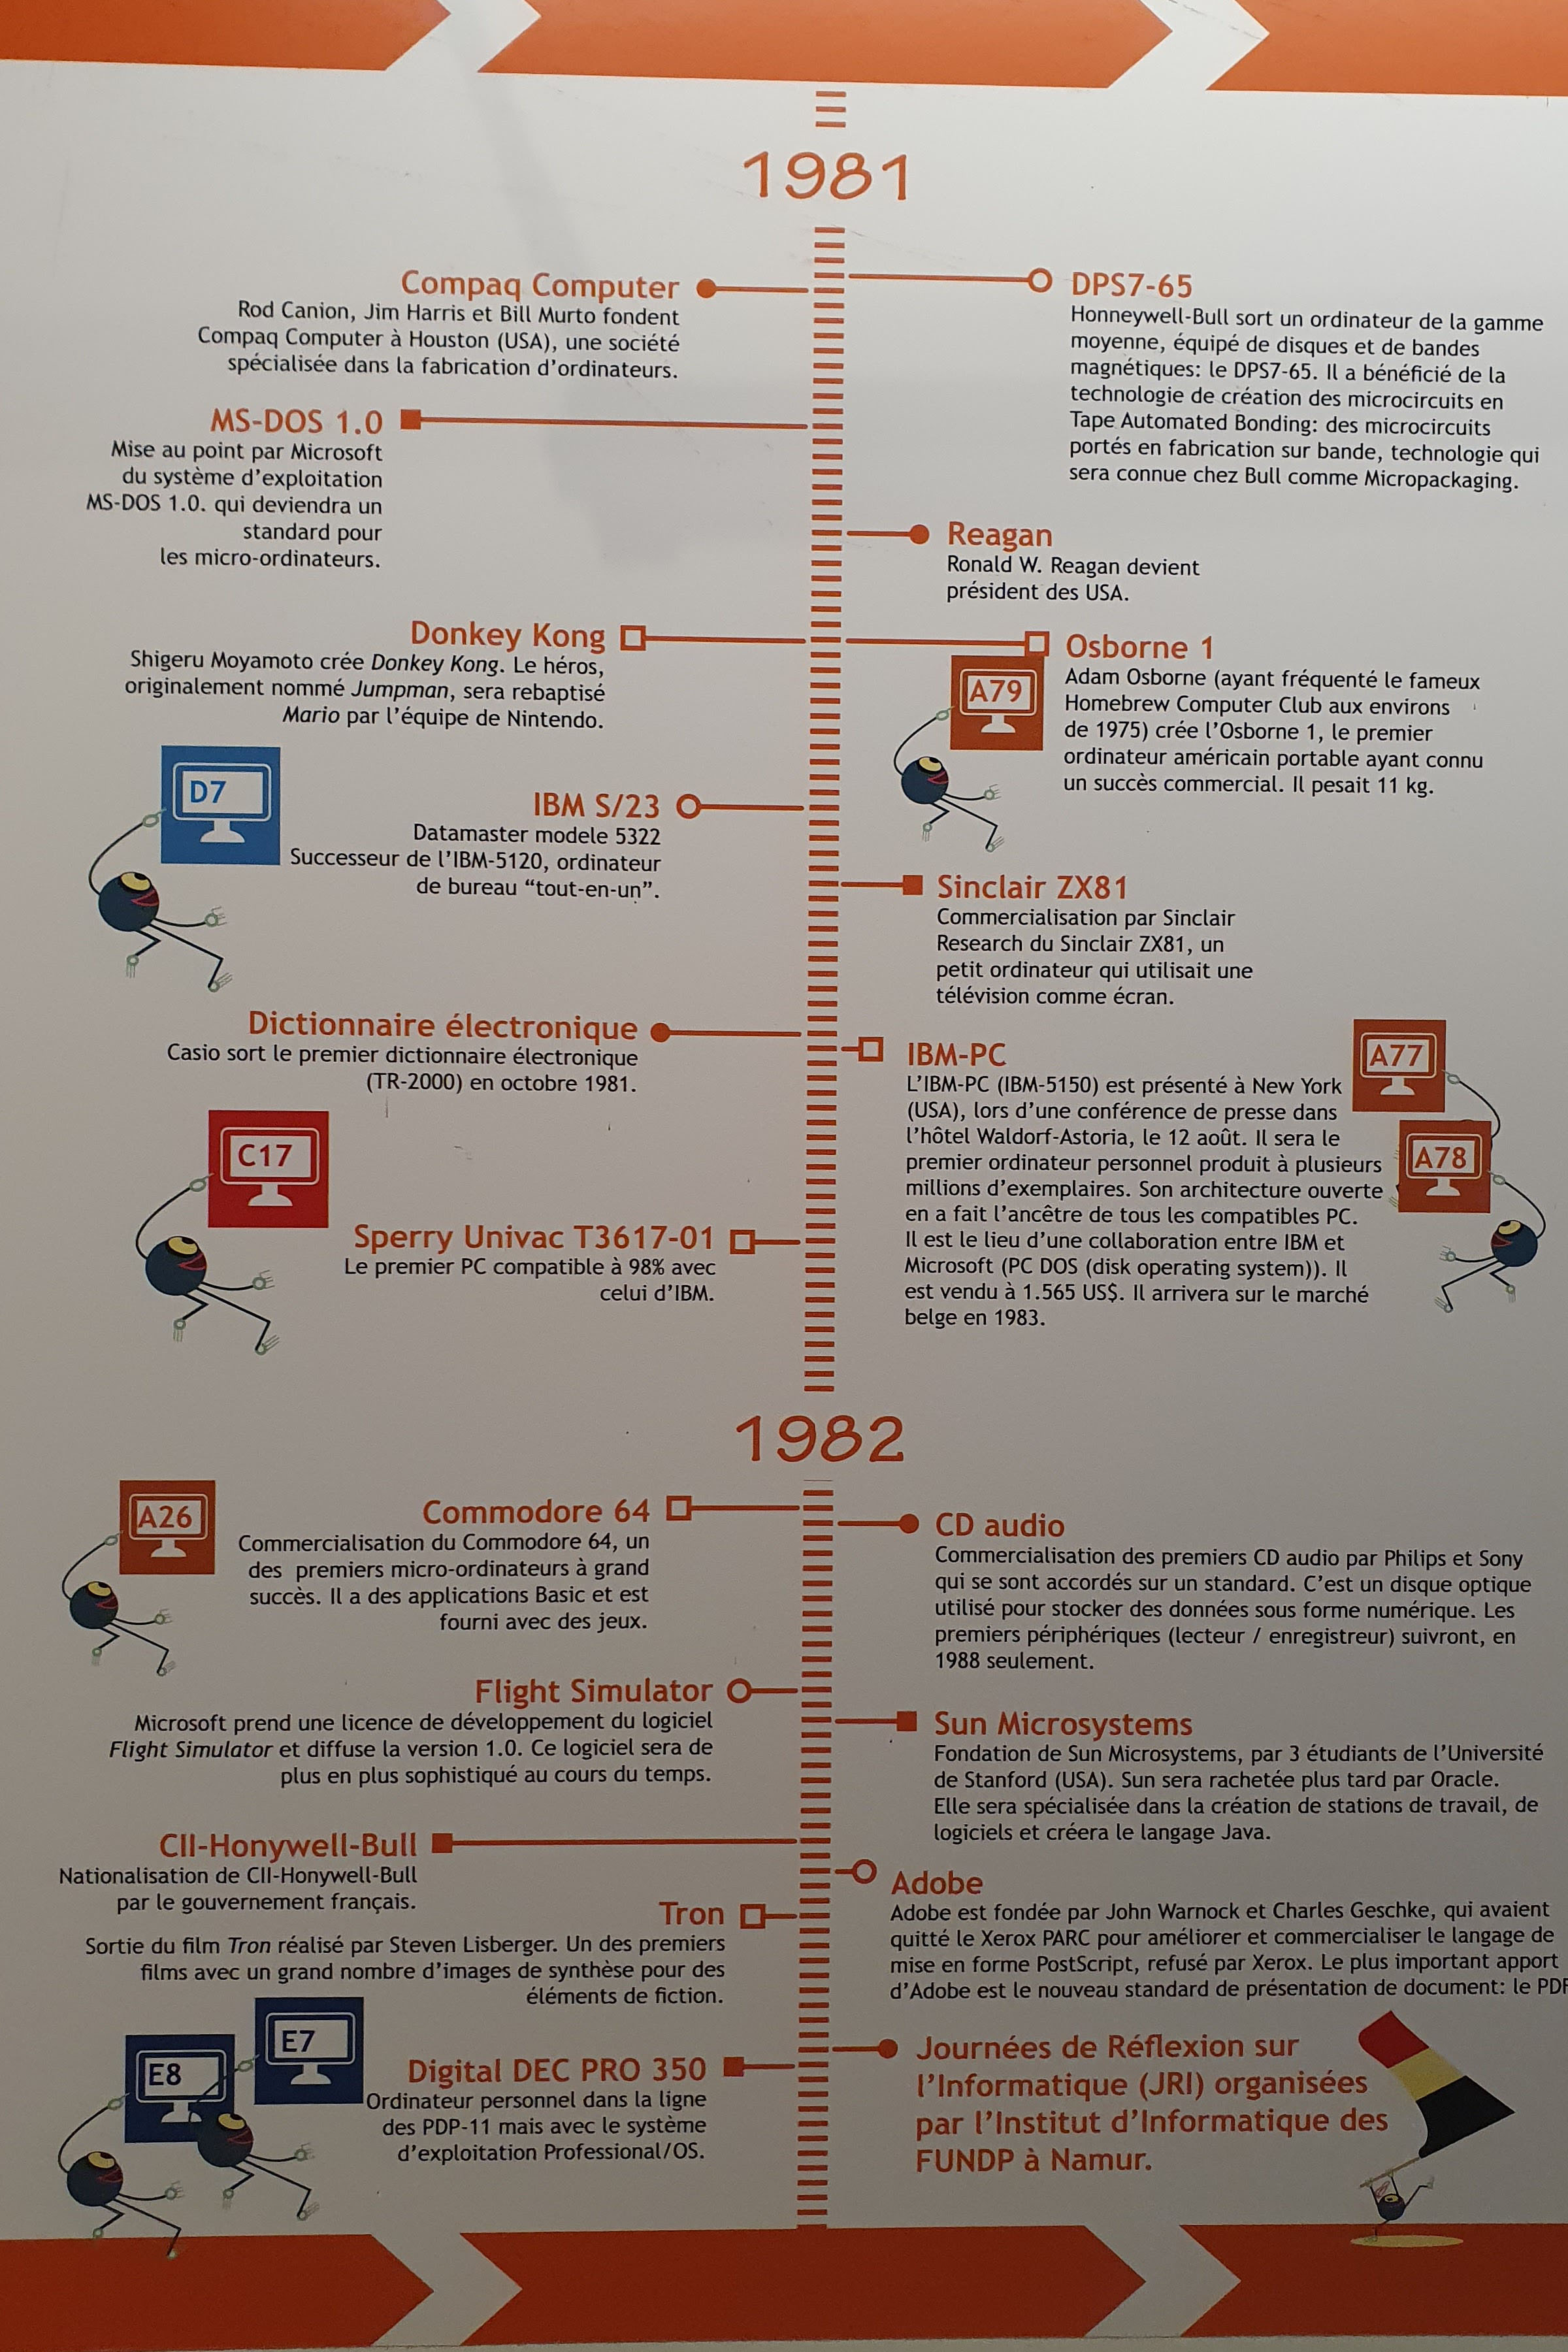 1981
Compaq Computer
Rod Canion, Jim Harris et Bill Murto fondent
Compaq Computer à Houston (USA), une société
spécialisée dans la fabrication d'ordinateurs.
DPS7-65
Honneywell-Bull sort un ordinateur de la gamme
moyenne, équipé de disques et de bandes
magnétiques: le DPS7-65. Il a bénéficié de la
technologie de création des microcircuits en
Tape Automated Bonding: des microcircuits
portés en fabrication sur bande, technologie qui
sera connue chez Bull comme Micropackaging.
MS-DOS 1.0
Mise au point par Microsoft
du système d'exploitation
MS-DOS 1.0. qui deviendra un
standard pour
les micro-ordinateurs.
Reagan
Ronald W. Reagan devient
président des USA.
Donkey Kong
Shigeru Moyamoto crée Donkey Kong. Le héros,
originalement nommé Jumpman, sera rebaptisé
Mario par l'équipe de Nintendo.
Osborne 1
A79
Adam Osborne (ayant fréquenté le fameux
Homebrew Computer Club aux environs
de 1975) crée l'Osborne 1, le premier
ordinateur américain portable ayant connu
un succès commercial. Il pesait 11 kg.
D7
IBM S/23
Datamaster modele 5322
Successeur de l'IBM-5120, ordinateur
de bureau "tout-en-un".
Sinclair ZX81
Commercialisation par Sinclair
Research du Sinclair ZX81, un
petit ordinateur qui utilisait une
télévision comme écran.
Dictionnaire électronique
Casio sort le premier dictionnaire électronique
(TR-2000) en octobre 1981.
IBM-PC
A77
A78
L'IBM-PC (IBM-5150) est présenté à New York
(USA), lors d'une conférence de presse dans
l'hôtel Waldorf-Astoria, le 12 août. Il sera le
premier ordinateur personnel produit à plusieurs
millions d'exemplaires. Son architecture ouverte
en a fait l'ancêtre de tous les compatibles PC.
Il est le lieu d'une collaboration entre IBM et
Microsoft (PC DOS (disk operating system)). Il
est vendu à 1.565 US$. Il arrivera sur le marché
belge en 1983.
C17
Sperry Univac T3617-01
Le premier PC compatible à 98% avec
celui d'IBM.
1982
A26
Commodore 64
Commercialisation du Commodore 64, un
des premiers micro-ordinateurs à grand
succès. Il a des applications Basic et est
fourni avec des jeux.
CD audio
Commercialisation des premiers CD audio par Philips et Sony
qui se sont accordés sur un standard. C'est un disque optique
utilisé pour stocker des données sous forme numérique. Les
premiers périphériques (lecteur / enregistreur) suivront, en
1988 seulement.
Flight Simulator
Microsoft prend une licence de développement du logiciel
Flight Simulator et diffuse la version 1.0. Ce logiciel sera de
plus en plus sophistiqué au cours du temps.
Sun Microsystems
Fondation de Sun Microsystems, par 3 étudiants de l'Université
de Stanford (USA). Sun sera rachetée plus tard par Oracle.
Elle sera spécialisée dans la création de stations de travail, de
logiciels et créera le langage Java.
CII-Honywell-Bull
Nationalisation de CII-Honywell-Bull
par le gouvernement français.
Adobe
Adobe est fondée par John Warnock et Charles Geschke, qui avaient
quitté le Xerox PARC pour améliorer et commercialiser le langage de
mise en forme PostScript, refusé par Xerox. Le plus important apport
d'Adobe est le nouveau standard de présentation de document: le PDF
Tron
Sortie du film Tron réalisé par Steven Lisberger. Un des premiers
films avec un grand nombre d'images de synthèse pour des
éléments de fiction.
E7
E8
Digital DEC PRO 350
Ordinateur personnel dans la ligne
des PDP-11 mais avec le système
d'exploitation Professional/OS.
Journées de Réflexion sur
l'Informatique (JRI) organisées
par l'Institut d'Informatique des
FUNDP à Namur.